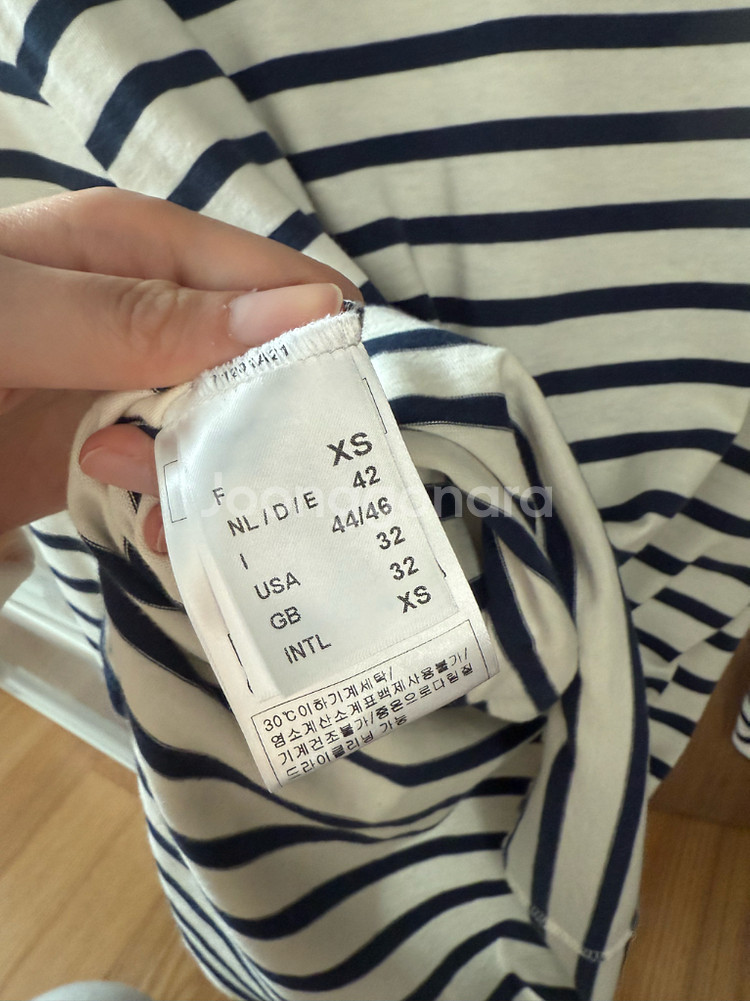 F XS
NL/D/E 42
I 44/46
USA 32
GB 32
INTL XS
30℃이하기계세탁/
염소계산소계표백제사용불가/
기계건조불가/중온으로다림질
드라이클리닝 가능
Joonggonara